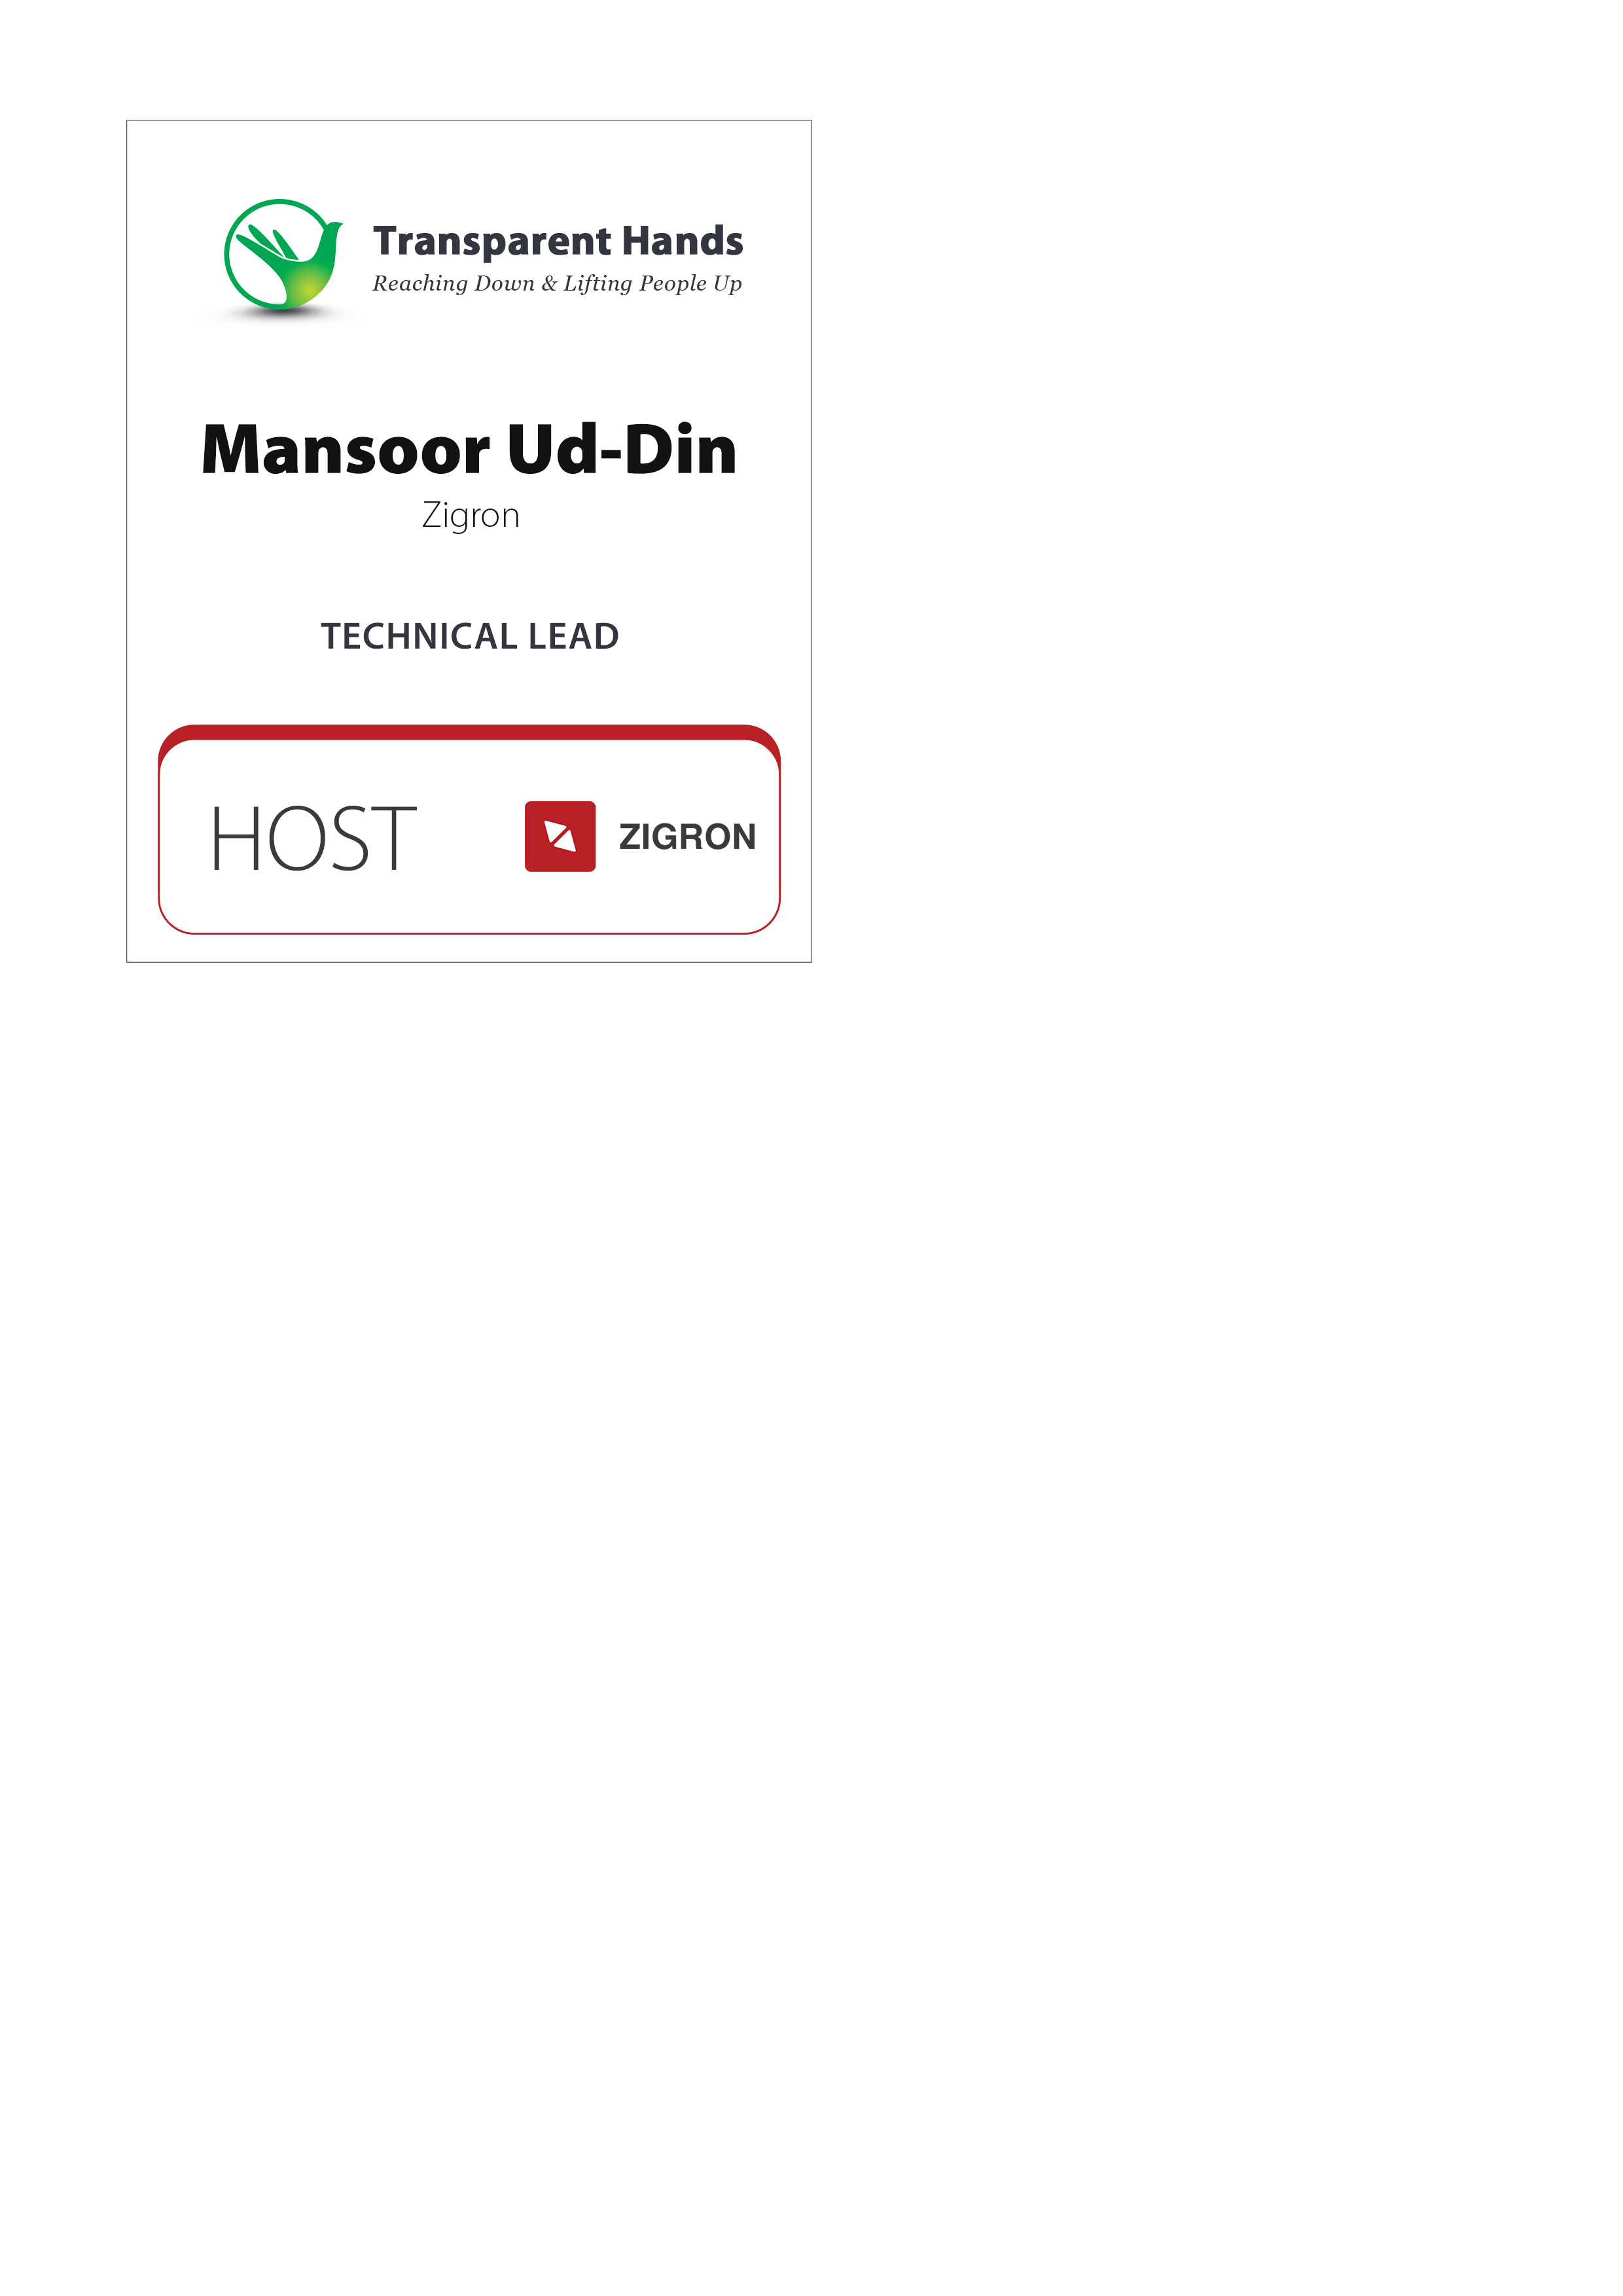 Transparent Hands
Reaching Down & Lifting People Up
Mansoor Ud-Din
Zigron
TECHNICAL LEAD
HOST
ZIGRON